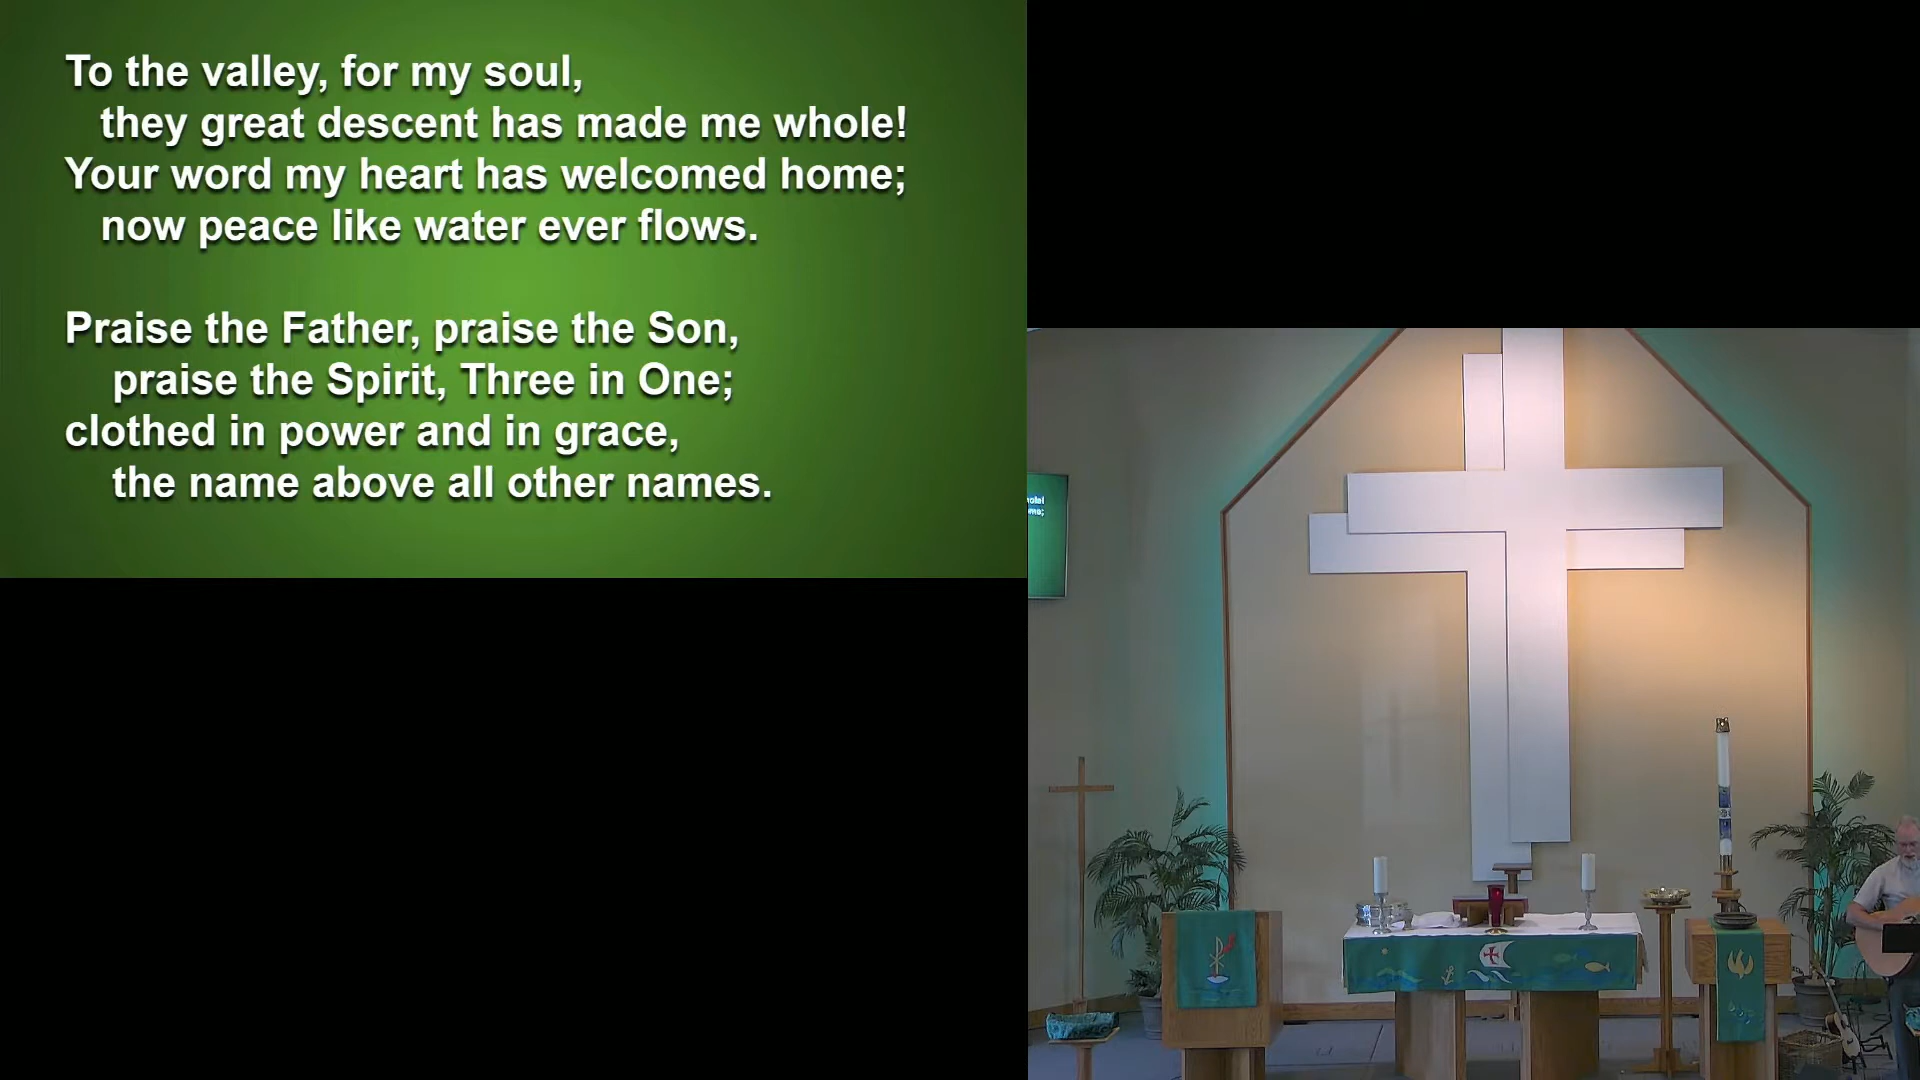 To the valley, for my soul,
they great descent has made me whole!
Your word my heart has welcomed home;
now peace like water ever flows.
Praise the Father, praise the Son,
praise the Spirit, Three in One;
clothed in power and in grace,
the name above all other names.